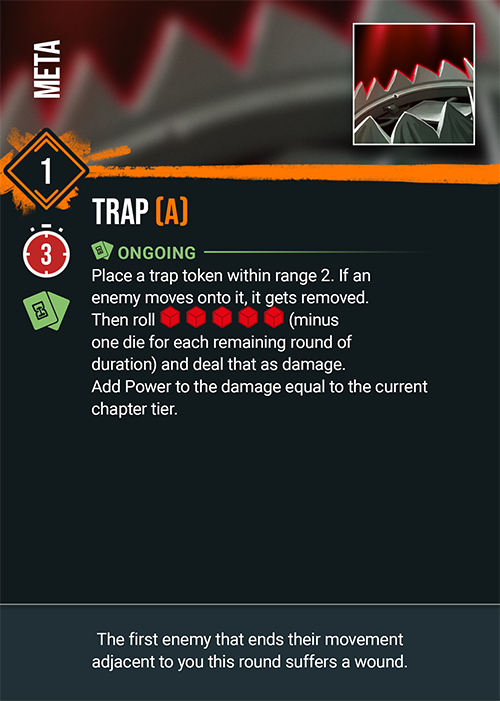 META
1
TRAP (A)
3
ONGOING
Place a trap token within range 2. If an
enemy moves onto it, it gets removed.
Then roll (minus
one die for each remaining round of
duration) and deal that as damage.
Add Power to the damage equal to the current
chapter tier.
The first enemy that ends their movement
adjacent to you this round suffers a wound.